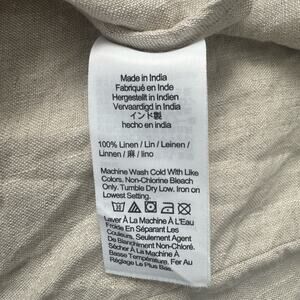 Made in India
Fabriqué en Inde
Hergestellt in Indien
Vervaardigd in India
インド製
hecho en india
100% Linen / Lin / Leinen /
Linnen / 麻 / lino
Machine Wash Cold With Like
Colors. Non-Chlorine Bleach
Only. Tumble Dry Low. Iron on
Lowest Setting.
Laver À La Machine À L'Eau
Froide En Séparant Les
Couleurs. Seulement Agent
De Blanchiment Non-Chloré.
Sécher À La Machine À
Basse Température. Fer Au
Réglage Le Plus Bas.